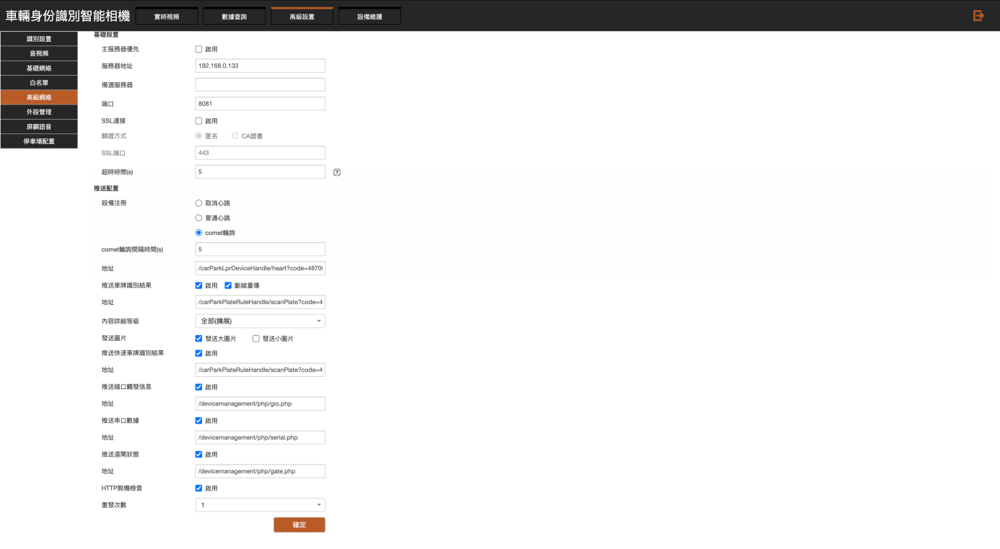 車輛身份識別智能相機
實時視頻
數據查詢
高級設置
設備維護
識別設置
音視頻
基礎網絡
白名單
高級網絡
外設管理
屏顯語音
停車場配置
基礎設置
主服務器優先 啟用
服務器地址 192.168.0.133
備選服務器
端口 8081
SSL連接 啟用
驗證方式 匿名 CA證書
SSL端口 443
超時時間(s) 5
推送配置
設備注冊 取消心跳
普通心跳
comet輪詢
comet輪詢間隔時間(s) 5
地址 /carParkLprDeviceHandle/heart?code=4870
推送車牌識別結果 啟用 斷線重傳
地址 /carParkPlateRuleHandle/scanPlate?code=4
內容詳細等級 全部(擴展)
發送圖片 發送大圖片 發送小圖片
推送快速車牌識別結果 啟用
地址 /carParkPlateRuleHandle/scanPlate?code=4
推送端口觸發信息 啟用
地址 /devicemanagement/php/gio.php
推送串口數據 啟用
地址 /devicemanagement/php/serial.php
推送道閘狀態 啟用
地址 /devicemanagement/php/gate.php
HTTP脫機檢查 啟用
重發次數 1
確定